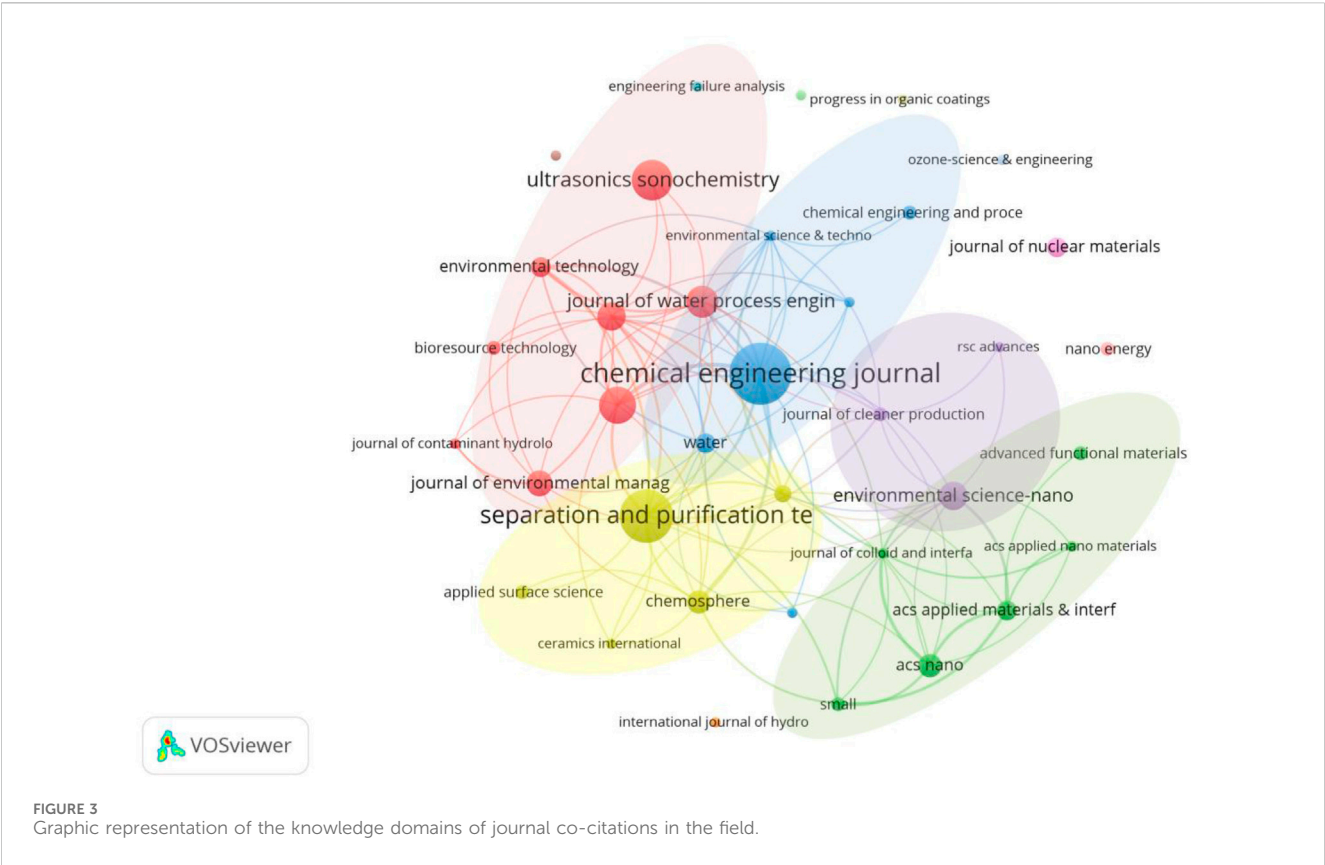 engineering failure analysis
progress in organic coatings
ozone-science & engineering
ultrasonics sonochemistry
chemical engineering and proce
environmental science & techno
journal of nuclear materials
environmental technology
journal of water process engin
bioresource technology
rsc advances
nano energy
chemical engineering journal
journal of cleaner production
journal of contaminant hydrolo
water
advanced functional materials
journal of environmental manag
environmental science-nano
separation and purification te
journal of colloid and interfa
acs applied nano materials
applied surface science
chemosphere
acs applied materials & interf
ceramics international
acs nano
small
international journal of hydro
VOSviewer
FIGURE 3
Graphic representation of the knowledge domains of journal co-citations in the field.